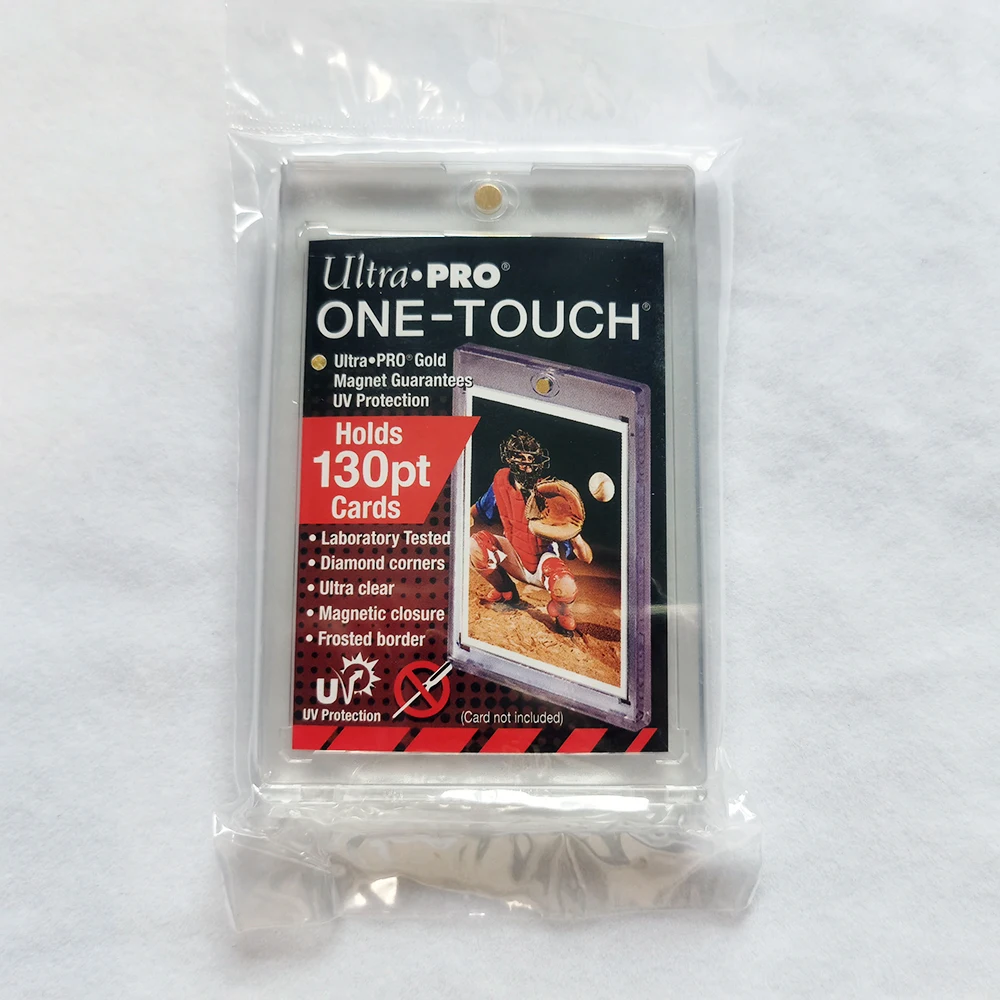 Ultra•PRO®
ONE-TOUCH®
Ultra•PRO® Gold
Magnet Guarantees
UV Protection
Holds
130pt
Cards
• Laboratory Tested
• Diamond corners
• Ultra clear
• Magnetic closure
• Frosted border
UV
UV Protection
(Card not included)